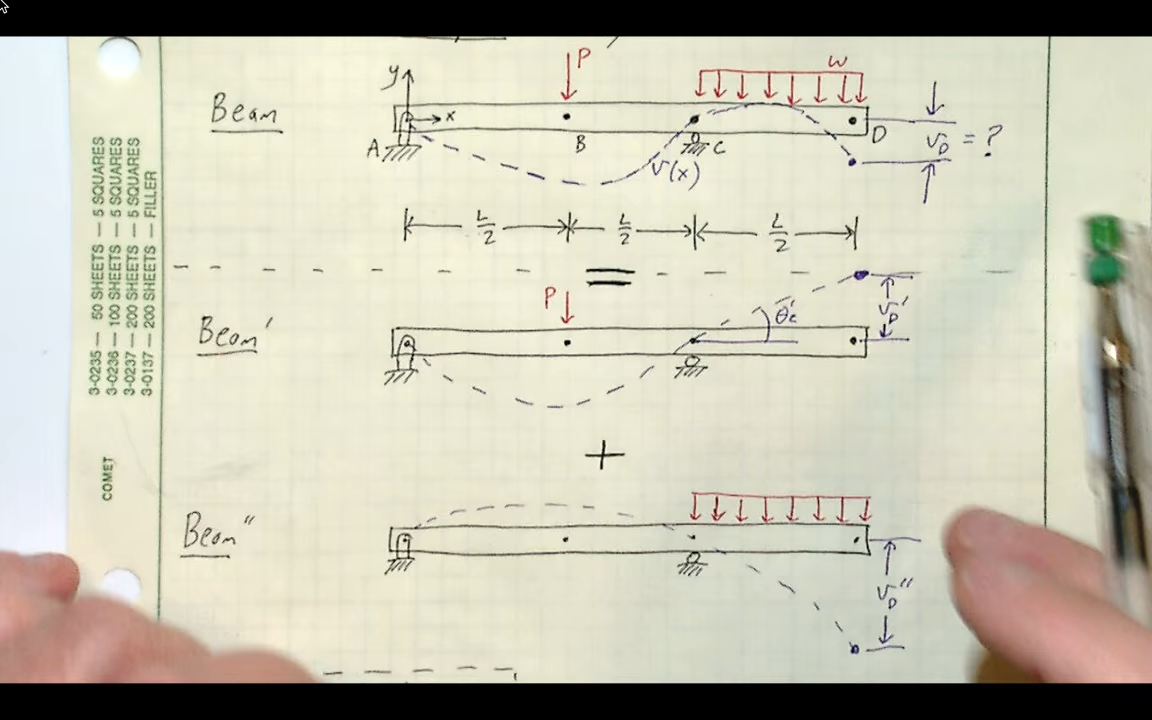 P
w
y
Beam
x
A
B
C
D
v_D = ?
v(x)
L/2
L/2
L/2
=
P
Beam'
θ_c'
v_D'
+
Beam"
v_D"
3-0235 — 50 SHEETS — 5 SQUARES
3-0236 — 100 SHEETS — 5 SQUARES
3-0237 — 200 SHEETS — 5 SQUARES
3-0137 — 200 SHEETS — FILLER
COMET